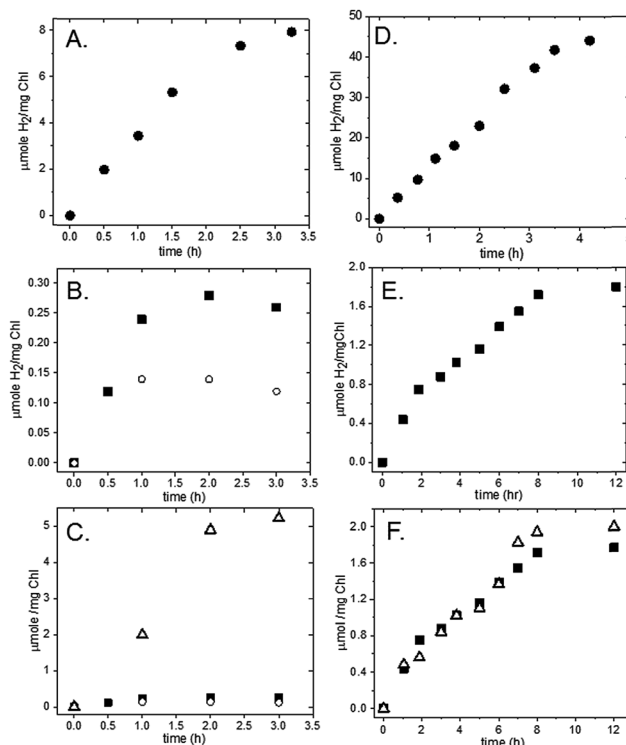 A.
µmole H2/mg Chl
8
6
4
2
0
0.0 0.5 1.0 1.5 2.0 2.5 3.0 3.5
time (h)
D.
µmole H2/mg Chl
50
40
30
20
10
0
0 1 2 3 4
time (h)
B.
µmole H2/mg Chl
0.30
0.25
0.20
0.15
0.10
0.05
0.00
0.0 0.5 1.0 1.5 2.0 2.5 3.0 3.5
time (h)
E.
µmole H2/mgChl
2.0
1.6
1.2
0.8
0.4
0.0
0 2 4 6 8 10 12
time (hr)
C.
µmole /mg Chl
5
4
3
2
1
0
0.0 0.5 1.0 1.5 2.0 2.5 3.0 3.5
time (h)
F.
µmol /mg Chl
2.0
1.6
1.2
0.8
0.4
0.0
0 2 4 6 8 10 12
time (h)